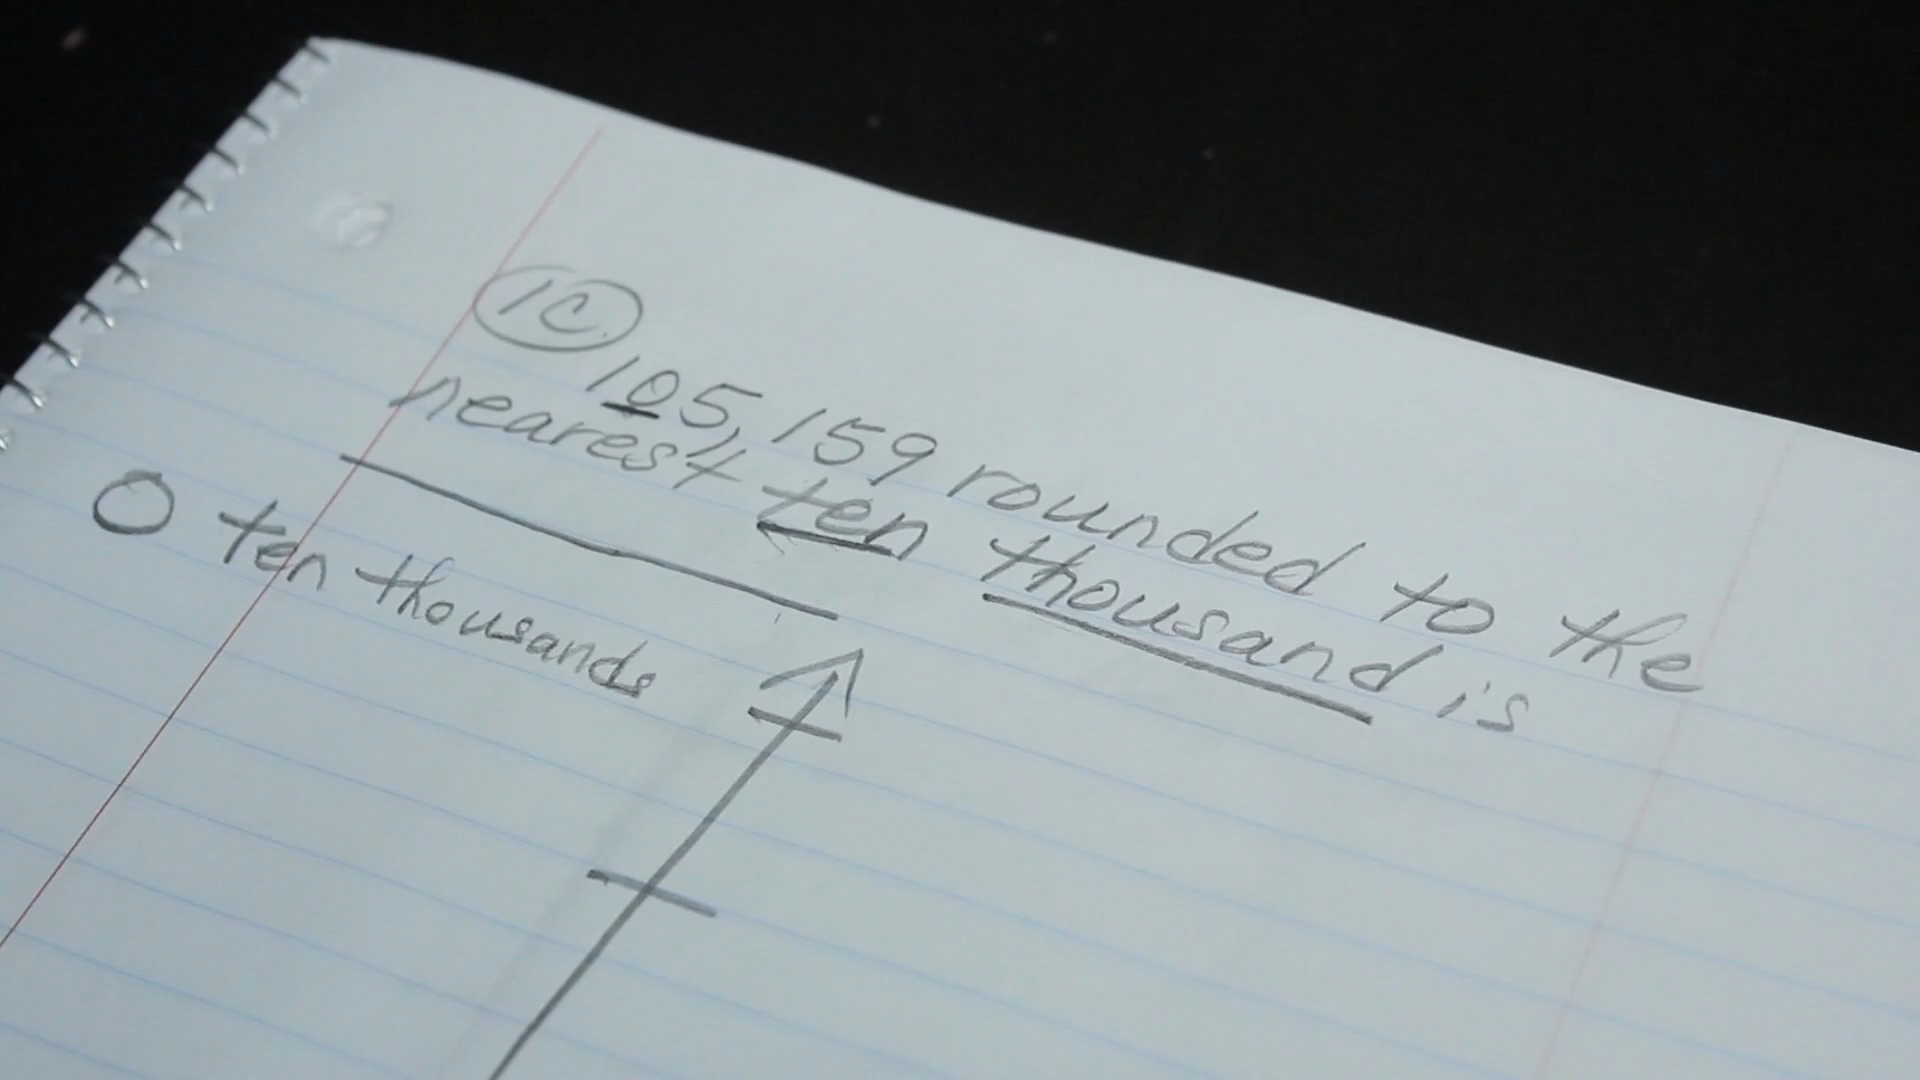 1C
105,159 rounded to the
nearest ten thousand is
0 ten thousands